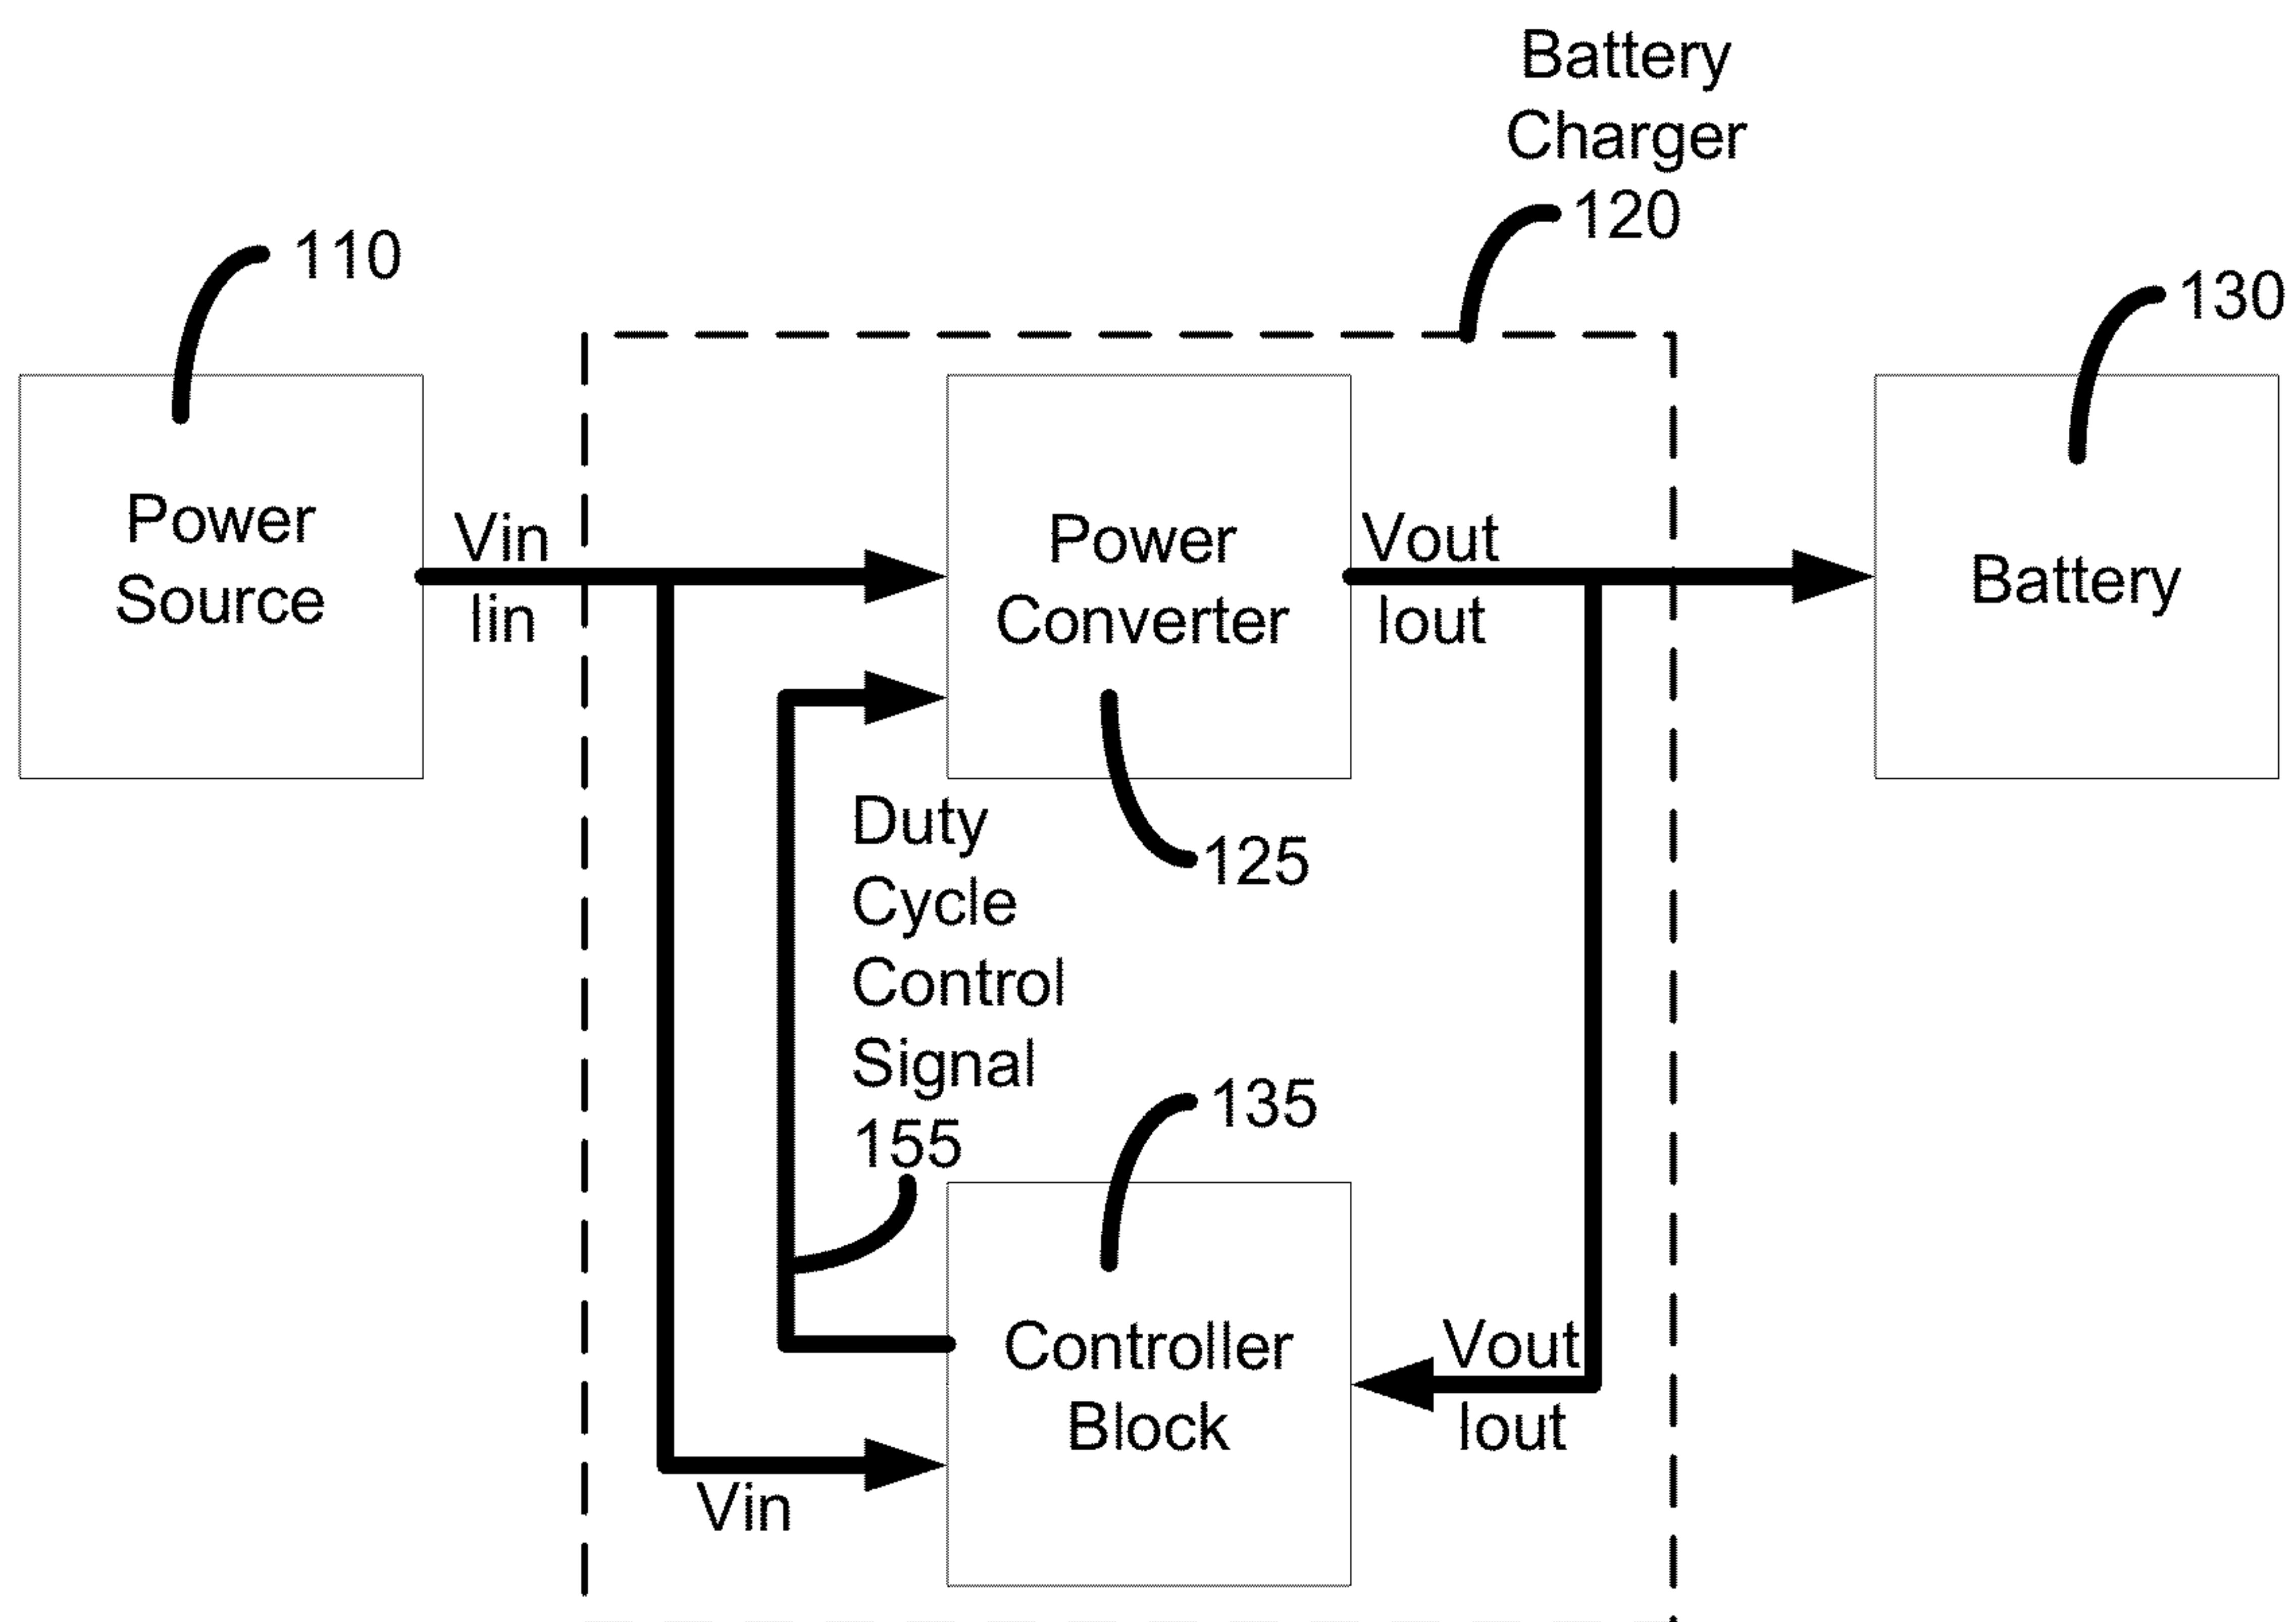 Battery
Charger
120
110
130
Power
Source
Vin
Iin
Power
Converter
Vout
Iout
Battery
125
Duty
Cycle
Control
Signal
155
135
Controller
Block
Vout
Iout
Vin